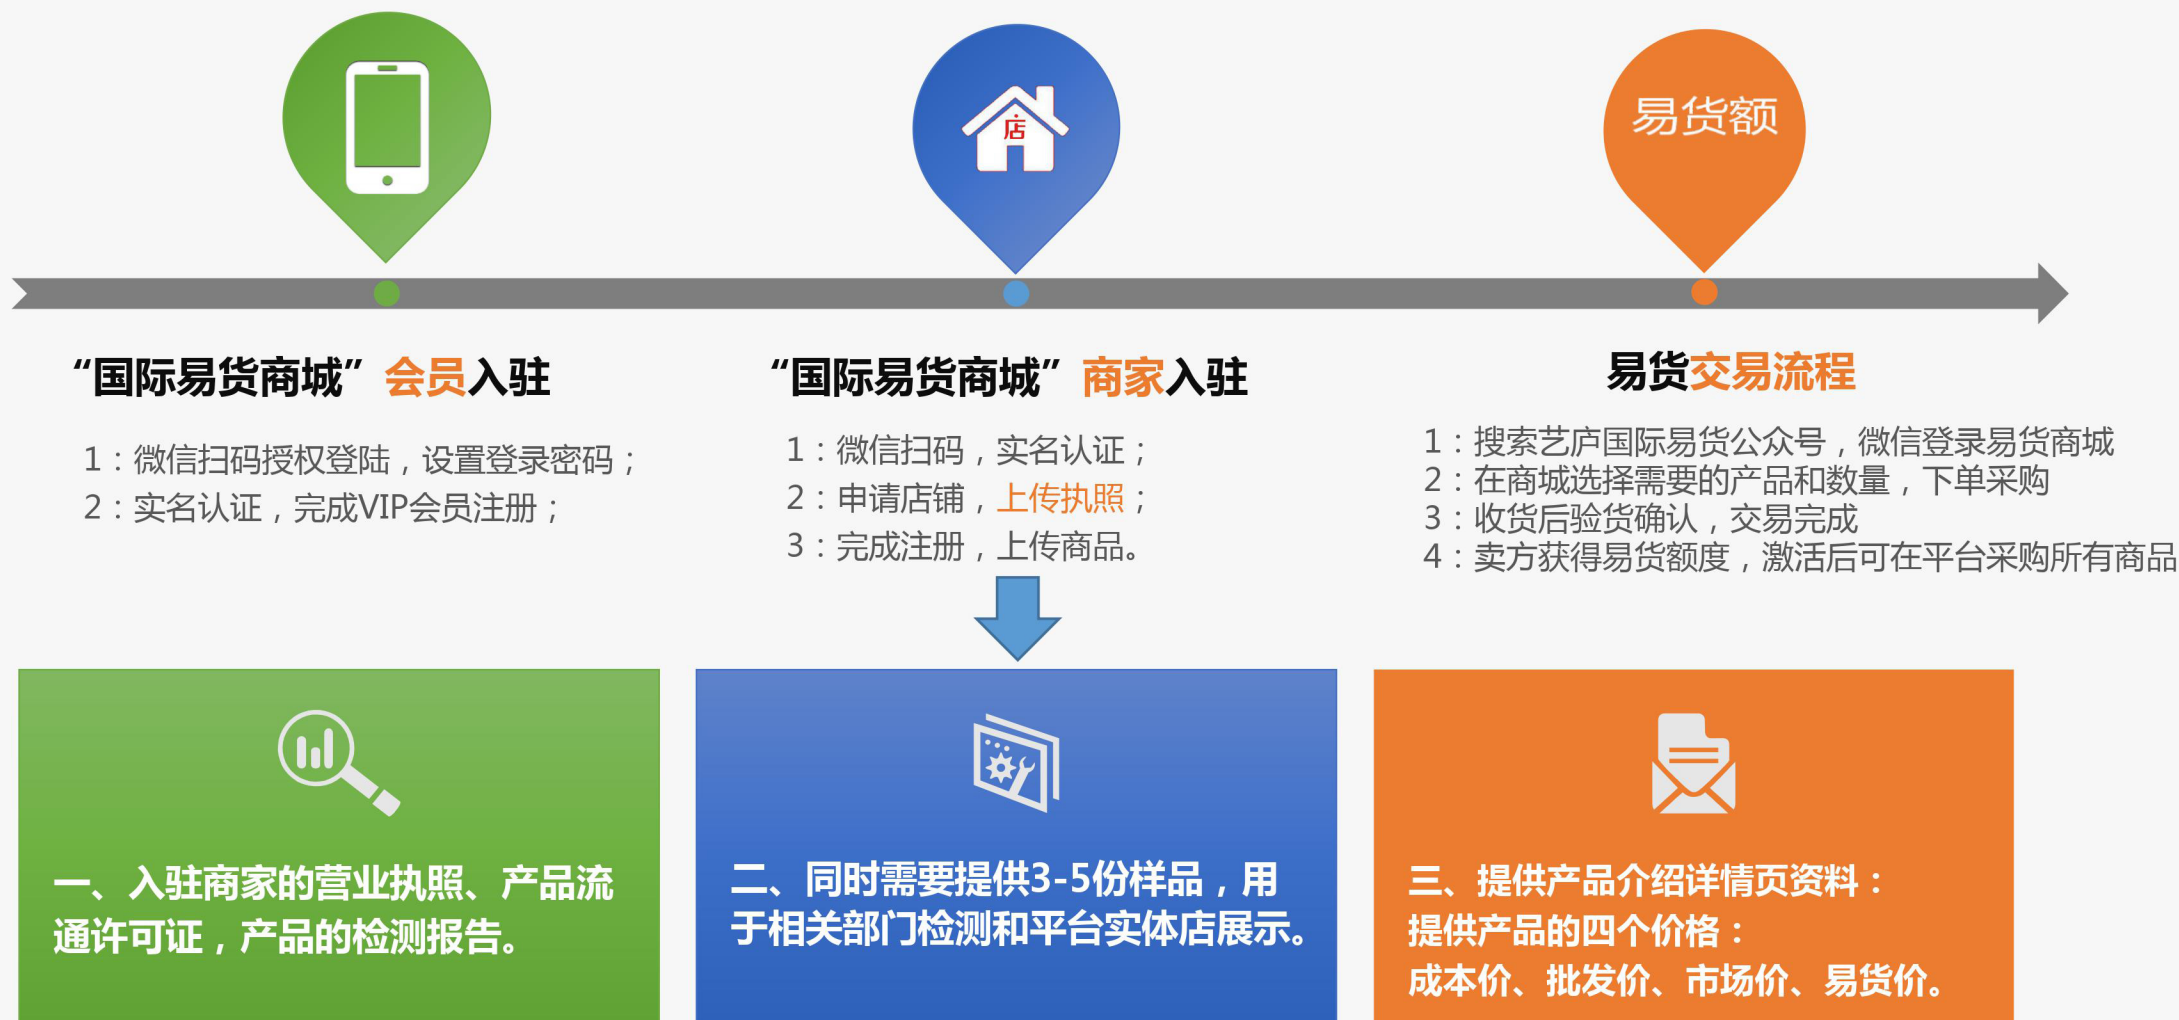 店
易货额
“国际易货商城” 会员入驻
1：微信扫码授权登陆，设置登录密码；
2：实名认证，完成VIP会员注册；
“国际易货商城” 商家入驻
1：微信扫码，实名认证；
2：申请店铺，上传执照；
3：完成注册，上传商品。
易货交易流程
1：搜索艺庐国际易货公众号，微信登录易货商城
2：在商城选择需要的产品和数量，下单采购
3：收货后验货确认，交易完成
4：卖方获得易货额度，激活后可在平台采购所有商品
一、入驻商家的营业执照、产品流
通许可证，产品的检测报告。
二、同时需要提供3-5份样品，用
于相关部门检测和平台实体店展示。
三、提供产品介绍详情页资料：
提供产品的四个价格：
成本价、批发价、市场价、易货价。